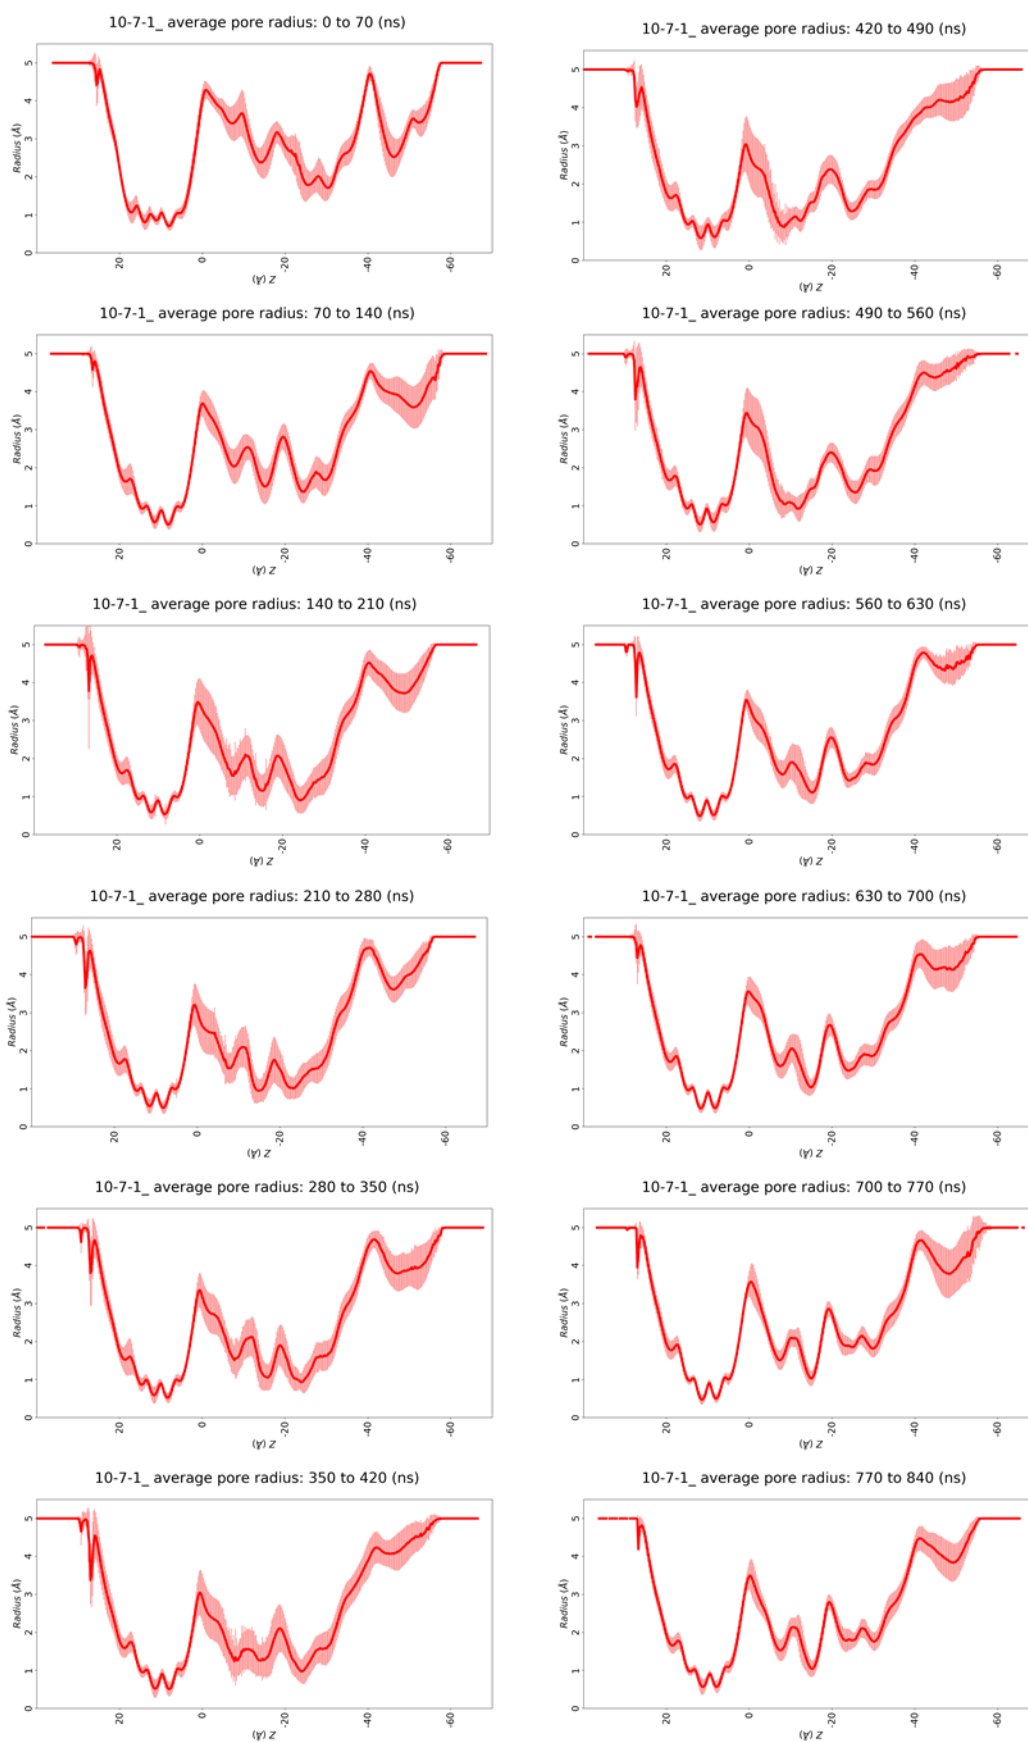 10-7-1_ average pore radius: 0 to 70 (ns)
Radius (Å)
0 1 2 3 4 5
20 0 -20 -40 -60
Z (Å)
10-7-1_ average pore radius: 70 to 140 (ns)
Radius (Å)
0 1 2 3 4 5
20 0 -20 -40 -60
Z (Å)
10-7-1_ average pore radius: 140 to 210 (ns)
Radius (Å)
0 1 2 3 4 5
20 0 -20 -40 -60
Z (Å)
10-7-1_ average pore radius: 210 to 280 (ns)
Radius (Å)
0 1 2 3 4 5
20 0 -20 -40 -60
Z (Å)
10-7-1_ average pore radius: 280 to 350 (ns)
Radius (Å)
0 1 2 3 4 5
20 0 -20 -40 -60
Z (Å)
10-7-1_ average pore radius: 350 to 420 (ns)
Radius (Å)
0 1 2 3 4 5
20 0 -20 -40 -60
Z (Å)
10-7-1_ average pore radius: 420 to 490 (ns)
Radius (Å)
0 1 2 3 4 5
20 0 -20 -40 -60
Z (Å)
10-7-1_ average pore radius: 490 to 560 (ns)
Radius (Å)
0 1 2 3 4 5
20 0 -20 -40 -60
Z (Å)
10-7-1_ average pore radius: 560 to 630 (ns)
Radius (Å)
0 1 2 3 4 5
20 0 -20 -40 -60
Z (Å)
10-7-1_ average pore radius: 630 to 700 (ns)
Radius (Å)
0 1 2 3 4 5
20 0 -20 -40 -60
Z (Å)
10-7-1_ average pore radius: 700 to 770 (ns)
Radius (Å)
0 1 2 3 4 5
20 0 -20 -40 -60
Z (Å)
10-7-1_ average pore radius: 770 to 840 (ns)
Radius (Å)
0 1 2 3 4 5
20 0 -20 -40 -60
Z (Å)